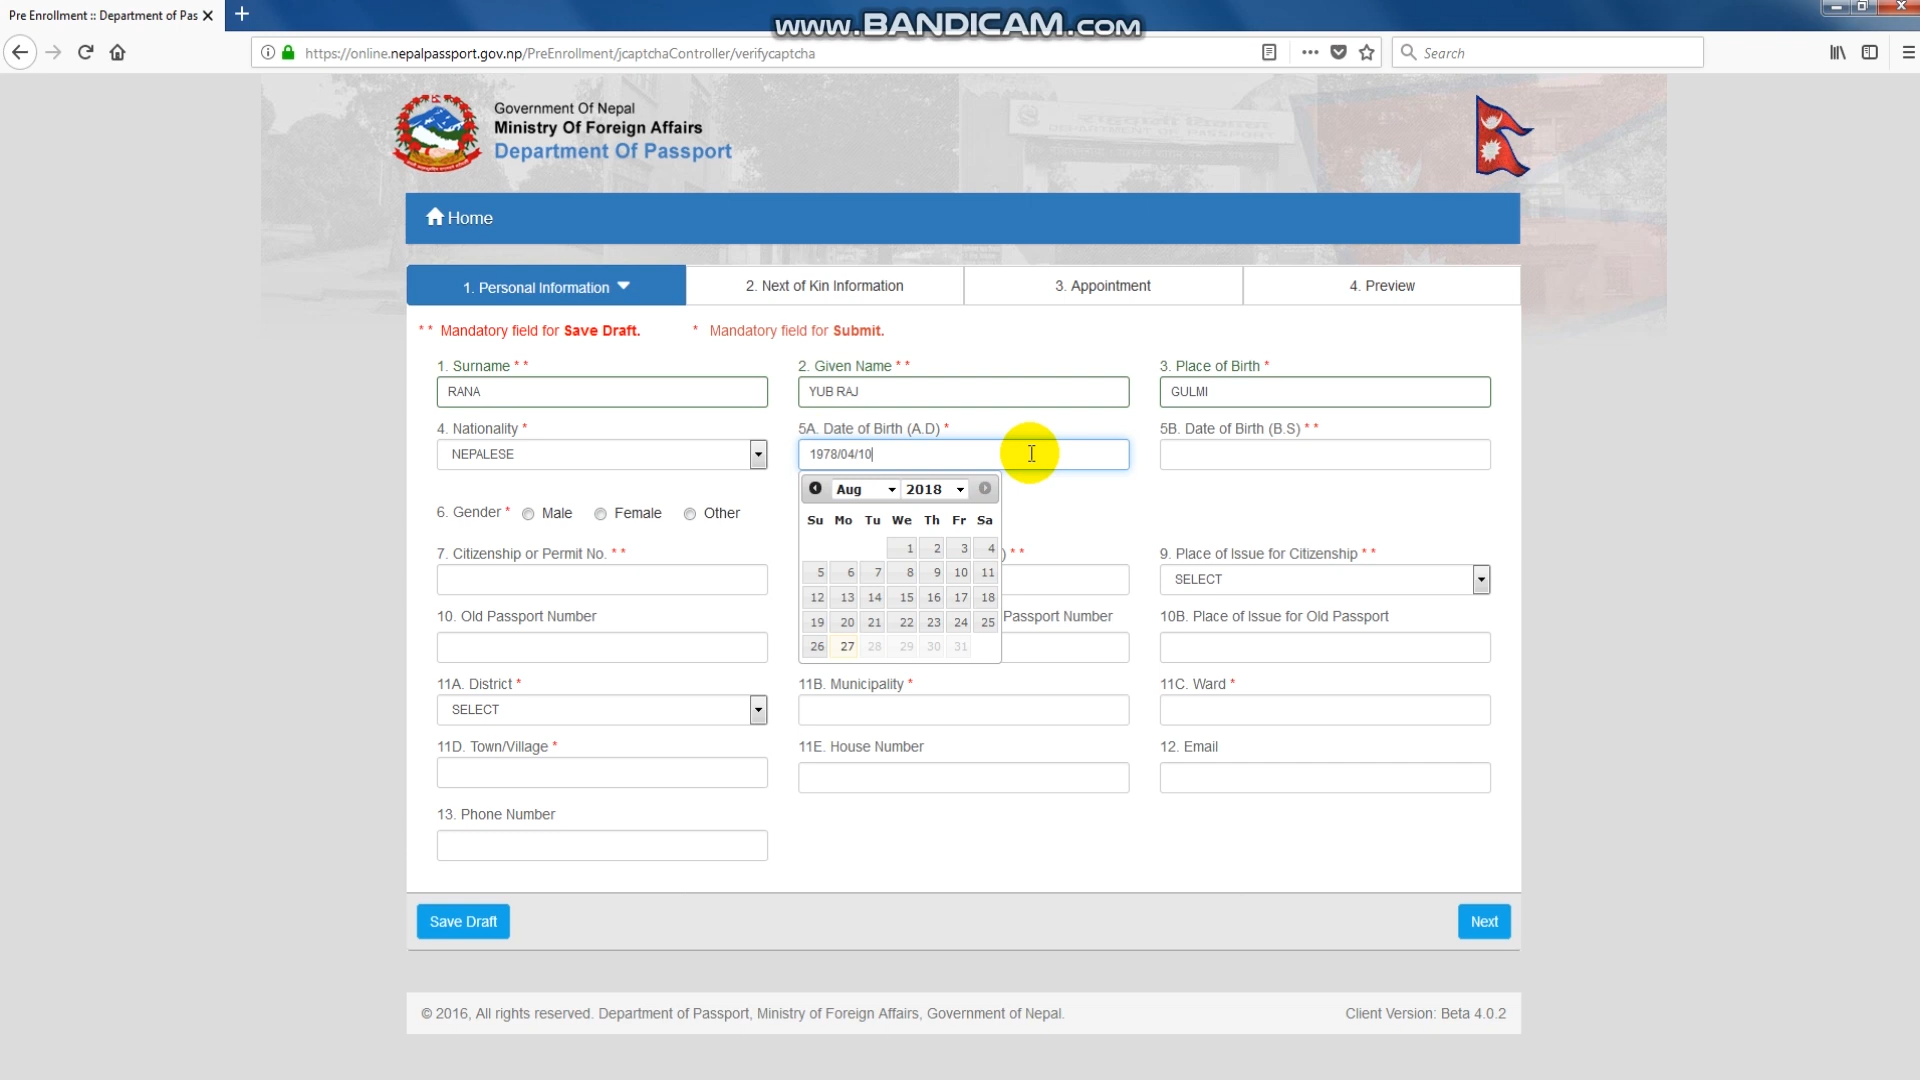 Pre Enrollment :: Department of Pas
www.BANDICAM.com
https://online.nepalpassport.gov.np/PreEnrollment/jcaptchaController/verifycaptcha
Search
Government Of Nepal
Ministry Of Foreign Affairs
Department Of Passport
Home
1. Personal Information
2. Next of Kin Information
3. Appointment
4. Preview
** Mandatory field for Save Draft.
* Mandatory field for Submit.
1. Surname **
2. Given Name **
3. Place of Birth *
RANA
YUB RAJ
GULMI
4. Nationality *
5A. Date of Birth (A.D) *
5B. Date of Birth (B.S) **
NEPALESE
1978/04/10
Aug 2018
Su Mo Tu We Th Fr Sa
1 2 3 4
5 6 7 8 9 10 11
12 13 14 15 16 17 18
19 20 21 22 23 24 25
26 27 28 29 30 31
6. Gender * Male Female Other
7. Citizenship or Permit No. **
) **
9. Place of Issue for Citizenship **
SELECT
10. Old Passport Number
Passport Number
10B. Place of Issue for Old Passport
11A. District *
11B. Municipality *
11C. Ward *
SELECT
11D. Town/Village *
11E. House Number
12. Email
13. Phone Number
Save Draft
Next
© 2016, All rights reserved. Department of Passport, Ministry of Foreign Affairs, Government of Nepal.
Client Version: Beta 4.0.2